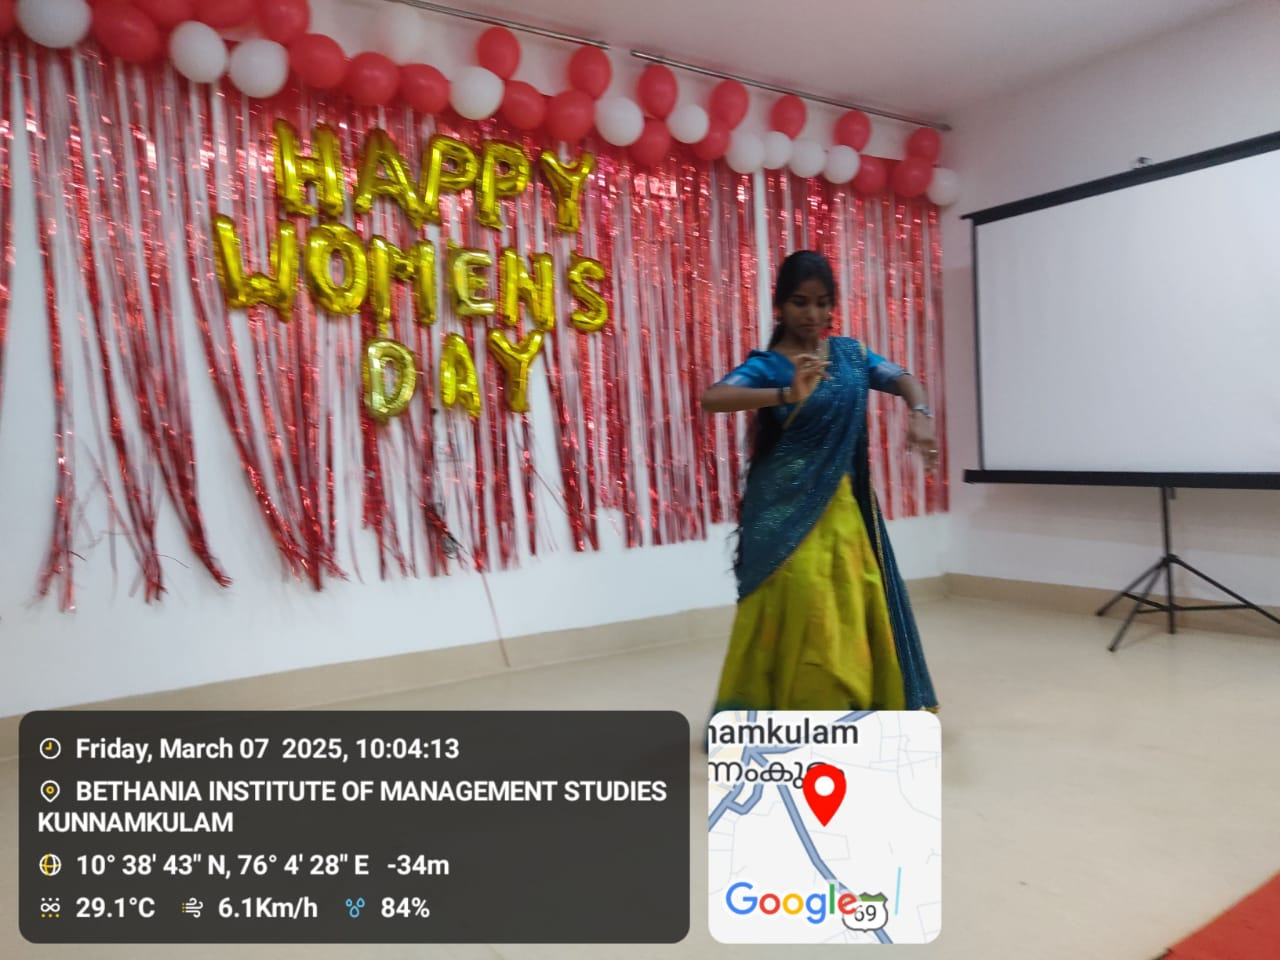 HAPPY
WOMENS
DAY
Friday, March 07 2025, 10:04:13
BETHANIA INSTITUTE OF MANAGEMENT STUDIES
KUNNAMKULAM
10° 38' 43" N, 76° 4' 28" E -34m
29.1°C 6.1Km/h 84%
namkulam
Google
69